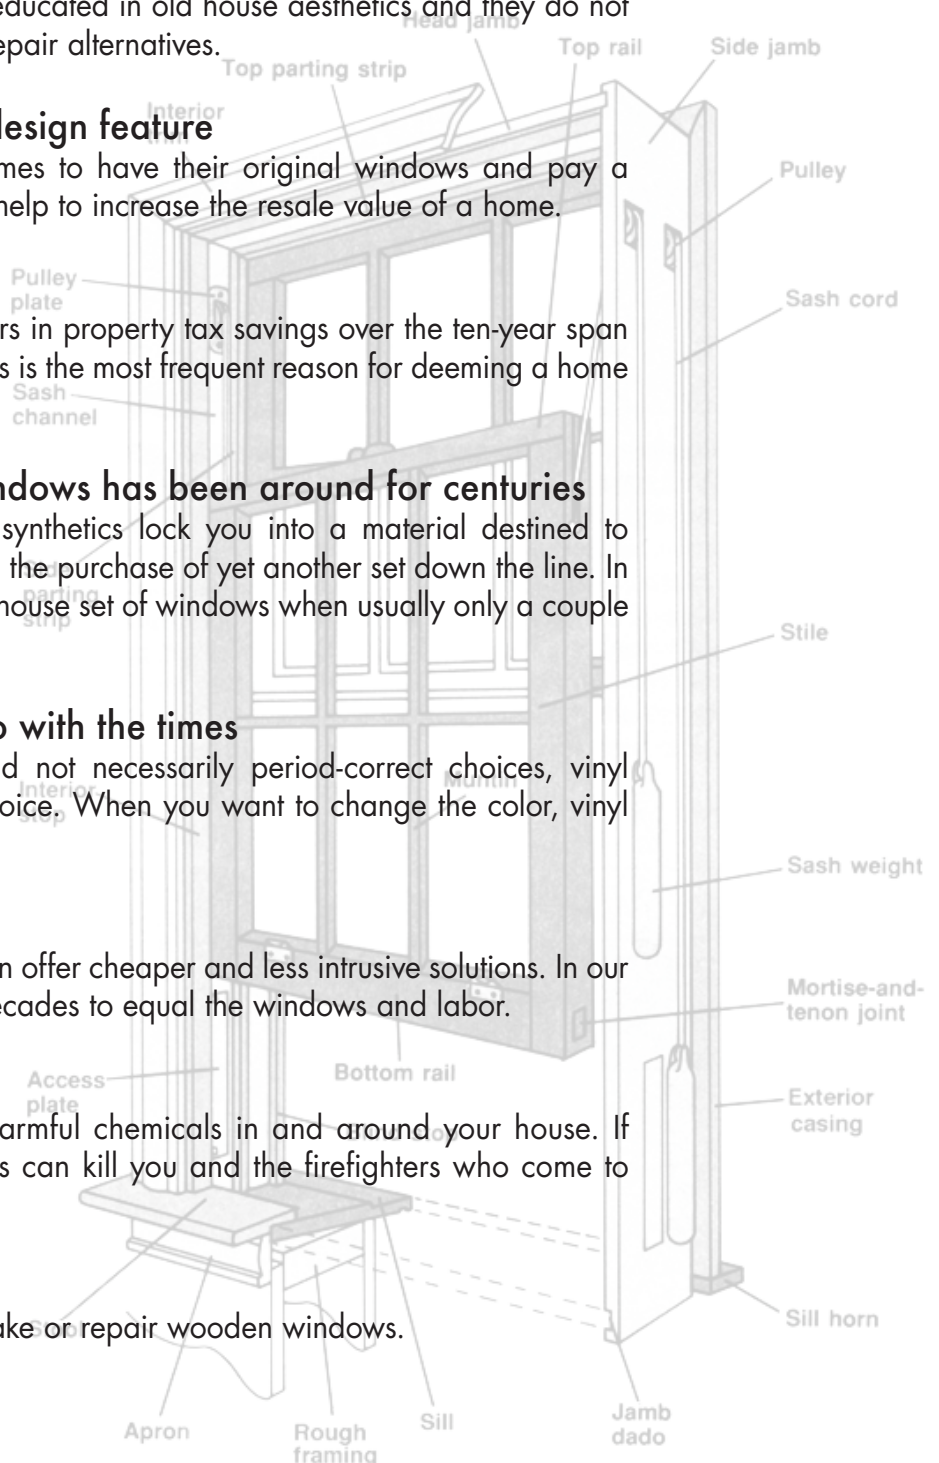 educated in old house aesthetics and they do not
epair alternatives.
design feature
mes to have their original windows and pay a
help to increase the resale value of a home.
rs in property tax savings over the ten-year span
s is the most frequent reason for deeming a home
ndows has been around for centuries
synthetics lock you into a material destined to
the purchase of yet another set down the line. In
house set of windows when usually only a couple
o with the times
d not necessarily period-correct choices, vinyl
oice. When you want to change the color, vinyl
n offer cheaper and less intrusive solutions. In our
ecades to equal the windows and labor.
armful chemicals in and around your house. If
s can kill you and the firefighters who come to
ake or repair wooden windows.
Head jamb
Top rail
Side jamb
Top parting strip
Interior
trim
Pulley
Pulley
plate
Sash cord
Sash
channel
Side
parting
strip
Stile
Muntin
Interior
stop
Sash weight
Mortise-and-
tenon joint
Bottom rail
Access
plate
Exterior
casing
Stool
Sill horn
Apron
Rough
framing
Sill
Jamb
dado